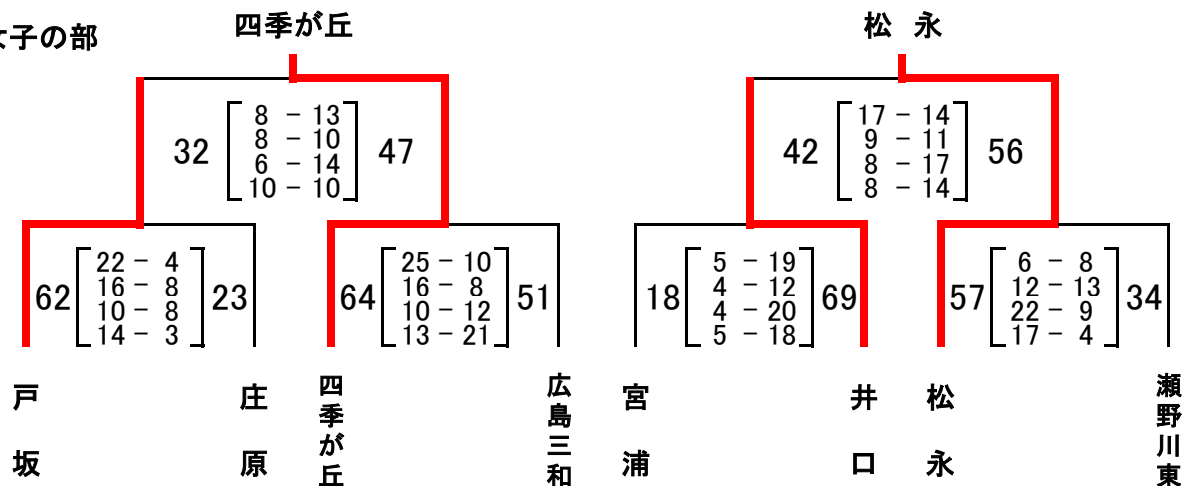 女子の部
四季が丘
松 永
32
8 - 13
8 - 10
6 - 14
10 - 10
47
42
17 - 14
9 - 11
8 - 17
8 - 14
56
62
22 - 4
16 - 8
10 - 8
14 - 3
23
64
25 - 10
16 - 8
10 - 12
13 - 21
51
18
5 - 19
4 - 12
4 - 20
5 - 18
69
57
6 - 8
12 - 13
22 - 9
17 - 4
34
戸坂
庄原
四季が丘
広島三和
宮浦
井口
松永
瀬野川東